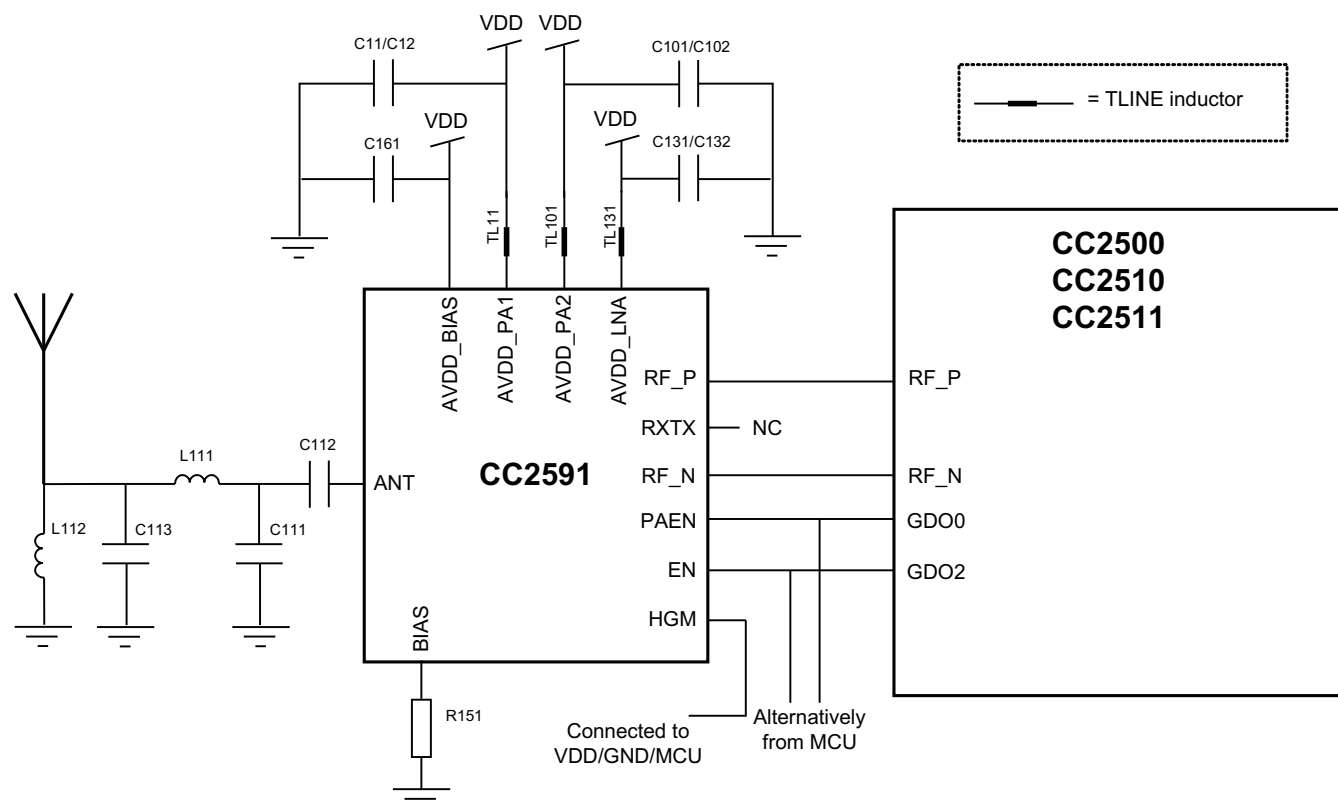 VDD
VDD
C11/C12
C101/C102
= TLINE inductor
VDD
VDD
C161
C131/C132
TL11
TL101
TL131
CC2500
CC2510
CC2511
AVDD_BIAS
AVDD_PA1
AVDD_PA2
AVDD_LNA
RF_P
RF_P
RXTX
NC
C112
L111
ANT
CC2591
RF_N
RF_N
PAEN
GDO0
L112
C113
C111
EN
GDO2
HGM
BIAS
R151
Connected to
VDD/GND/MCU
Alternatively
from MCU